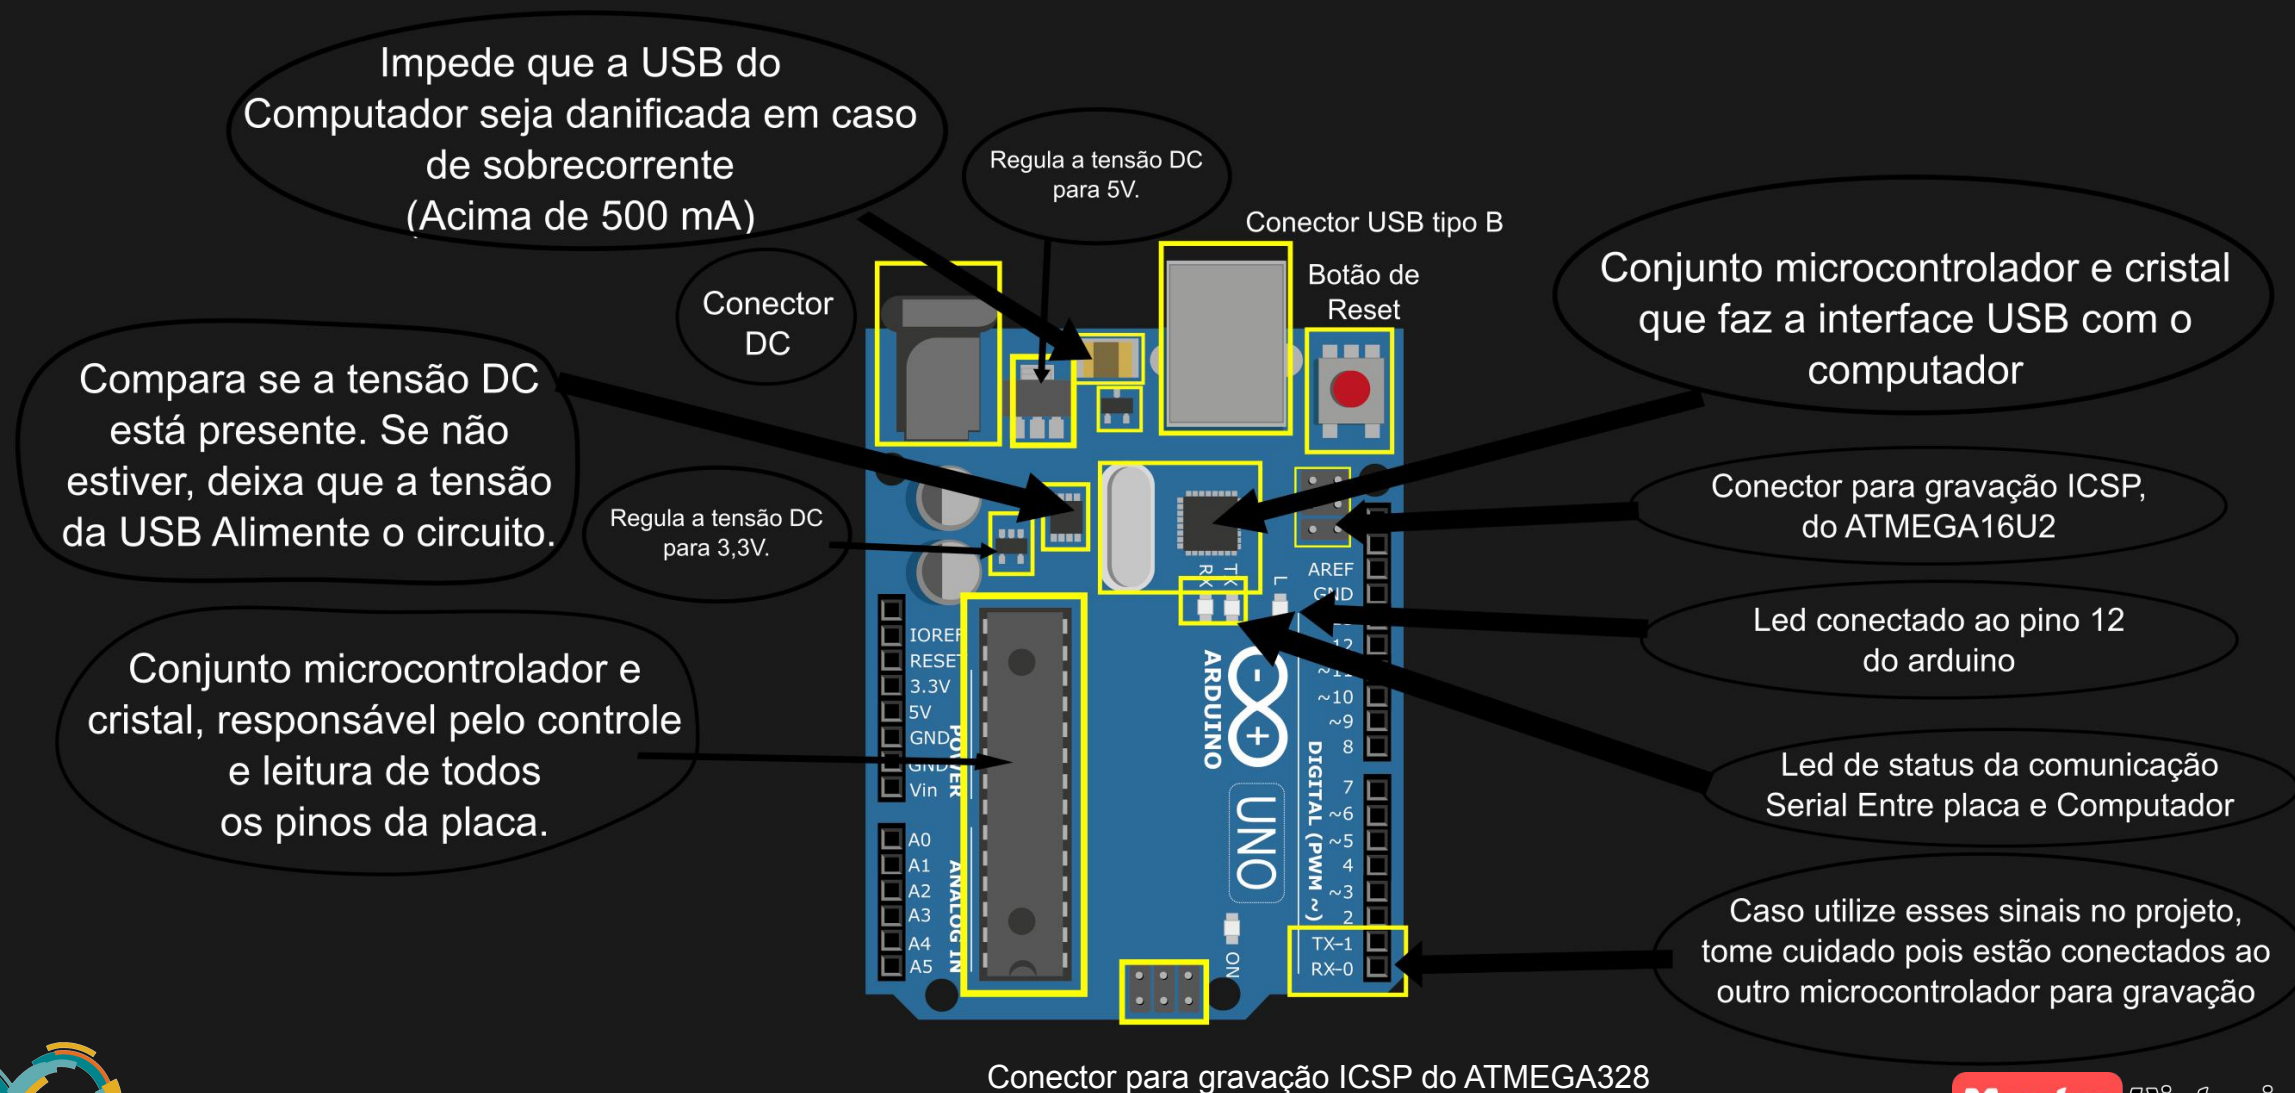 Impede que a USB do
Computador seja danificada em caso
de sobrecorrente
(Acima de 500 mA)
Regula a tensão DC
para 5V.
Conector USB tipo B
Botão de
Reset
Conector
DC
Conjunto microcontrolador e cristal
que faz a interface USB com o
computador
Compara se a tensão DC
está presente. Se não
estiver, deixa que a tensão
da USB Alimente o circuito.
Regula a tensão DC
para 3,3V.
Conector para gravação ICSP,
do ATMEGA16U2
Led conectado ao pino 12
do arduino
Conjunto microcontrolador e
cristal, responsável pelo controle
e leitura de todos
os pinos da placa.
Led de status da comunicação
Serial Entre placa e Computador
Caso utilize esses sinais no projeto,
tome cuidado pois estão conectados ao
outro microcontrolador para gravação
RX
TX
L
AREF
GND
12
~11
~10
~9
8
7
~6
~5
4
~3
2
TX-1
RX-0
DIGITAL (PWM ~)
IOREF
RESET
3.3V
5V
GND
GND
Vin
POWER
A0
A1
A2
A3
A4
A5
ANALOG IN
ARDUINO
UNO
ON
Conector para gravação ICSP do ATMEGA328